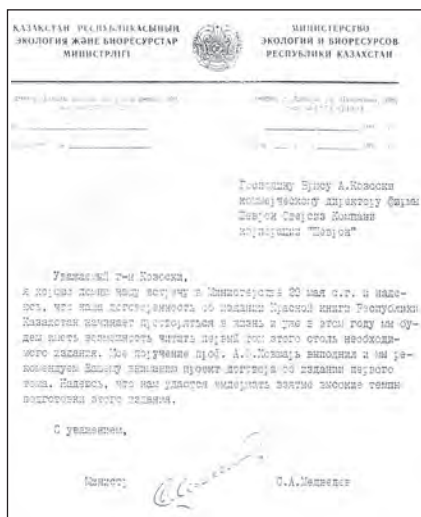 ҚАЗАҚСТАН РЕСПУБЛИКАСЫНЫҢ
ЭКОЛОГИЯ ЖӘНЕ БИОРЕСУРСТАР
МИНИСТРЛІГІ
МИНИСТЕРСТВО
ЭКОЛОГИИ И БИОРЕСУРСОВ
РЕСПУБЛИКИ КАЗАХСТАН
Господину А.Ковоски
коммерческому директору фирмы
Шеврон Оверсиз Компани
корпорации "Шеврон"
Уважаемый г-н Ковоски,
Я хорошо помню нашу встречу в Министерстве 29 мая с.г. и наде-
юсь, что наша договоренность об издании Красной книги Республики
Казахстан начинает претворяться в жизнь и уже в этом году мы бу-
дем иметь возможность читать первый том этого столь необходи-
мого издания. Мое поручение проф. А.Ф.Ковшарь выполнил и мы ре-
комендуем Вашему вниманию проект договора об издании первого
тома. Надеюсь, что нам удастся выдержать взятые высокие темпы
подготовки этого издания.
С уважением,
Министр С.А.Медведев